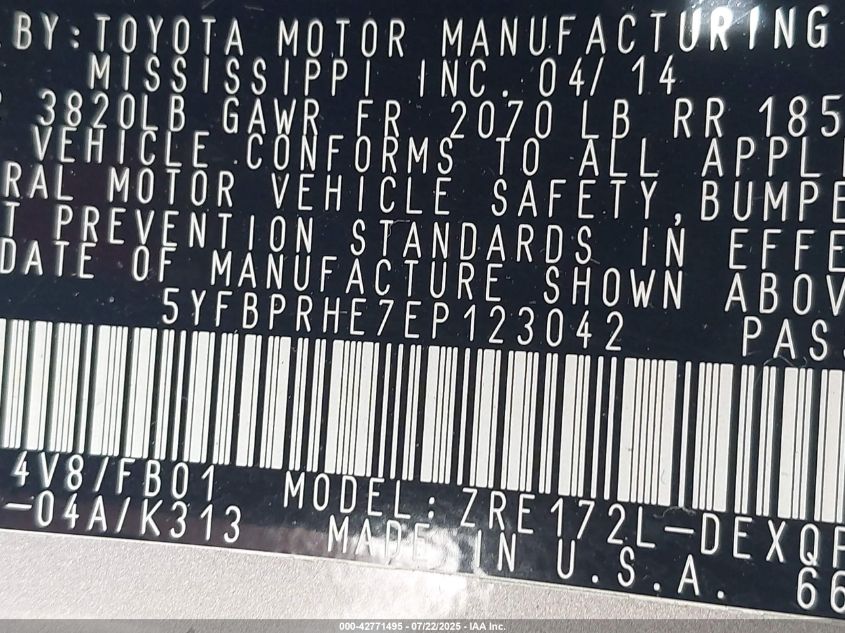 BY: TOYOTA MOTOR MANUFACTURING
MISSISSIPPI INC. 04/14
3820LB GAWR FR 2070 LB RR 185
VEHICLE CONFORMS TO ALL APPLI
RAL MOTOR VEHICLE SAFETY, BUMPE
T PREVENTION STANDARDS IN EFFE
DATE OF MANUFACTURE SHOWN ABOV
5YFBPRHE7EP123042 PAS
4V8/FB01 MODEL: ZRE172L-DEXQP
-04A/K313 MADE IN U.S.A. 66
000-42771495 - 07/22/2025 - IAA Inc.